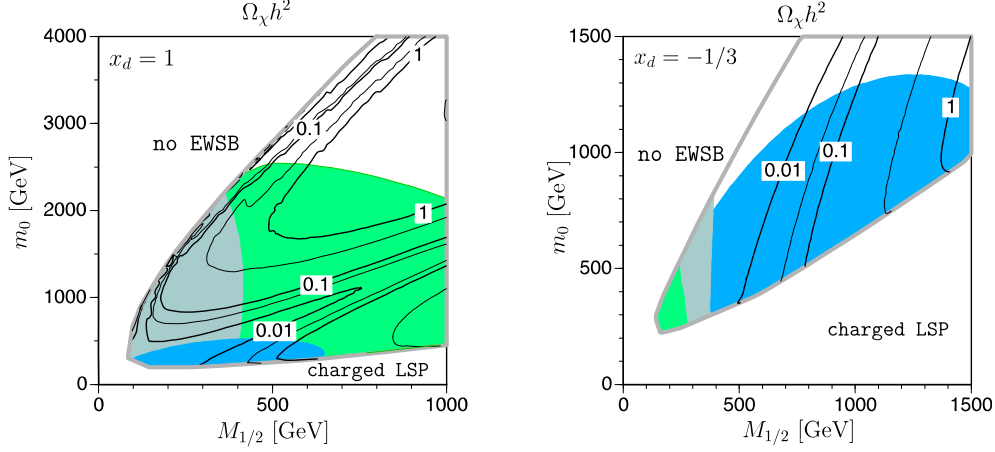 Ωχh²
x_d = 1
no EWSB
1
0.1
1
0.1
0.01
charged LSP
4000
3000
2000
1000
0
m₀ [GeV]
0
500
1000
M₁/₂ [GeV]
Ωχh²
x_d = −1/3
no EWSB
0.01
0.1
1
charged LSP
1500
1000
500
0
m₀ [GeV]
0
500
1000
1500
M₁/₂ [GeV]